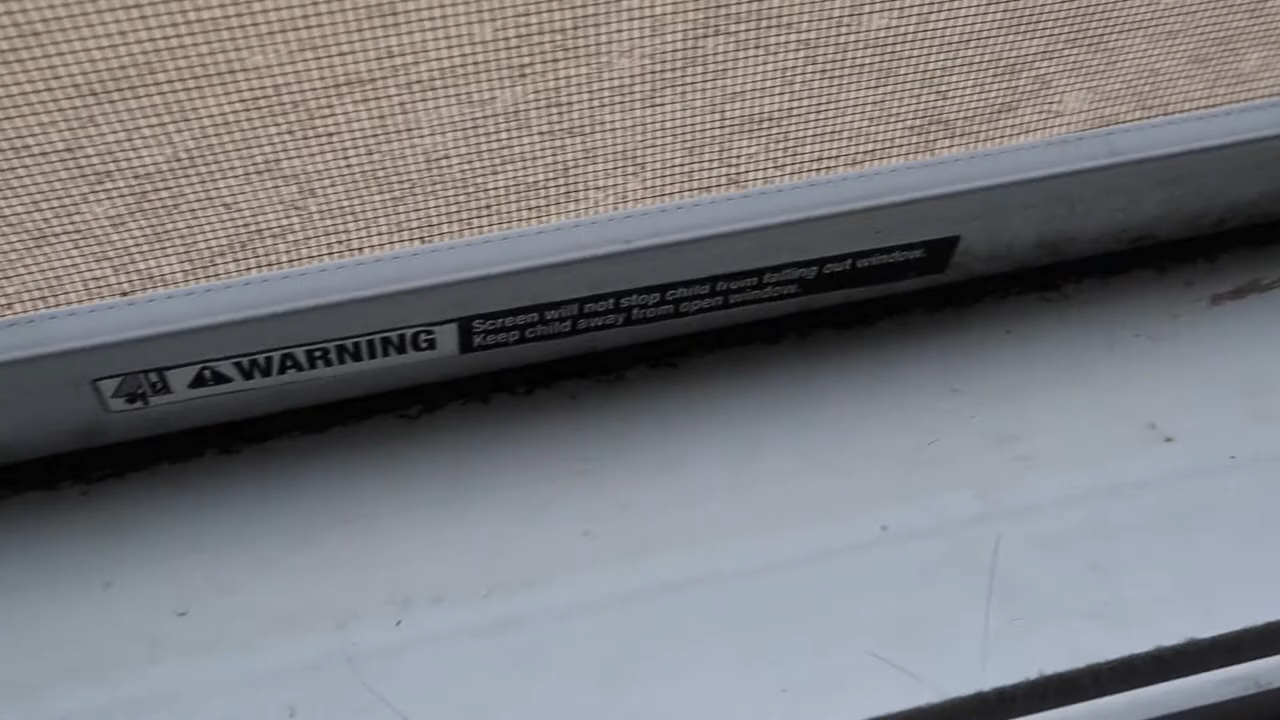 WARNING
Screen will not stop child from falling out window.
Keep child away from open window.